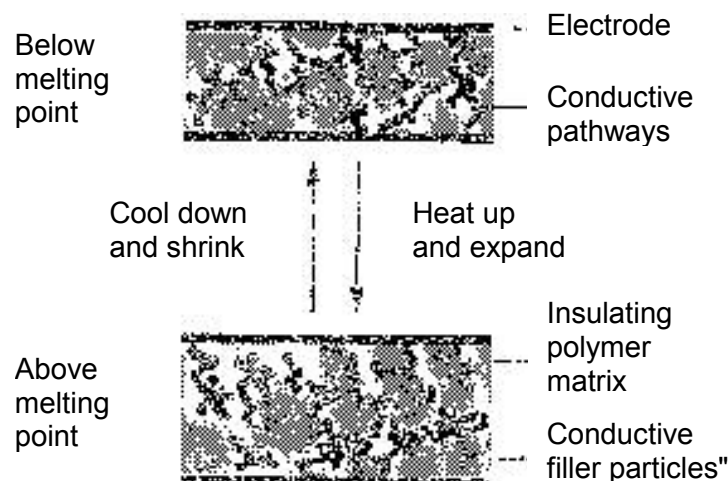 Below
melting
point
Electrode
Conductive
pathways
Cool down
and shrink
Heat up
and expand
Above
melting
point
Insulating
polymer
matrix
Conductive
filler particles"